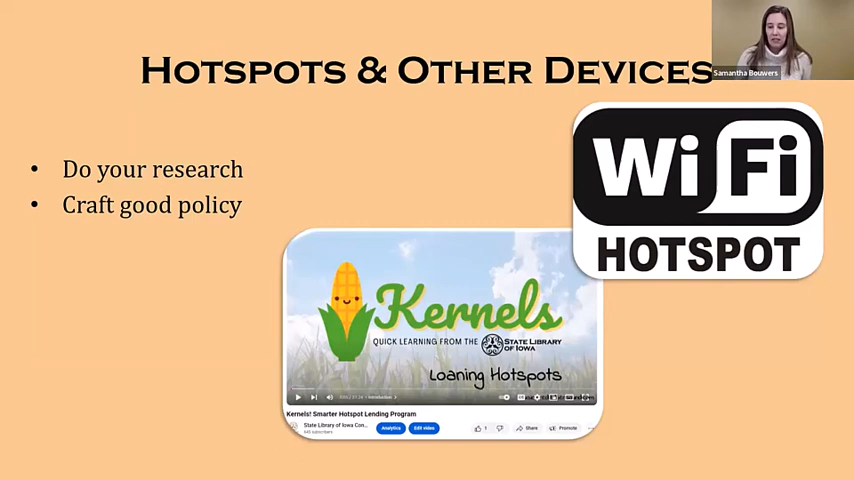 Samantha Bouwers
HOTSPOTS & OTHER DEVICES
• Do your research
• Craft good policy
WiFi
HOTSPOT
Kernels
QUICK LEARNING FROM THE
STATE LIBRARY
OF IOWA
Loaning Hotspots
Kernels! Smarter Hotspot Lending Program
State Library of Iowa Con...
Analytics
Edit video
1
Share
Promote